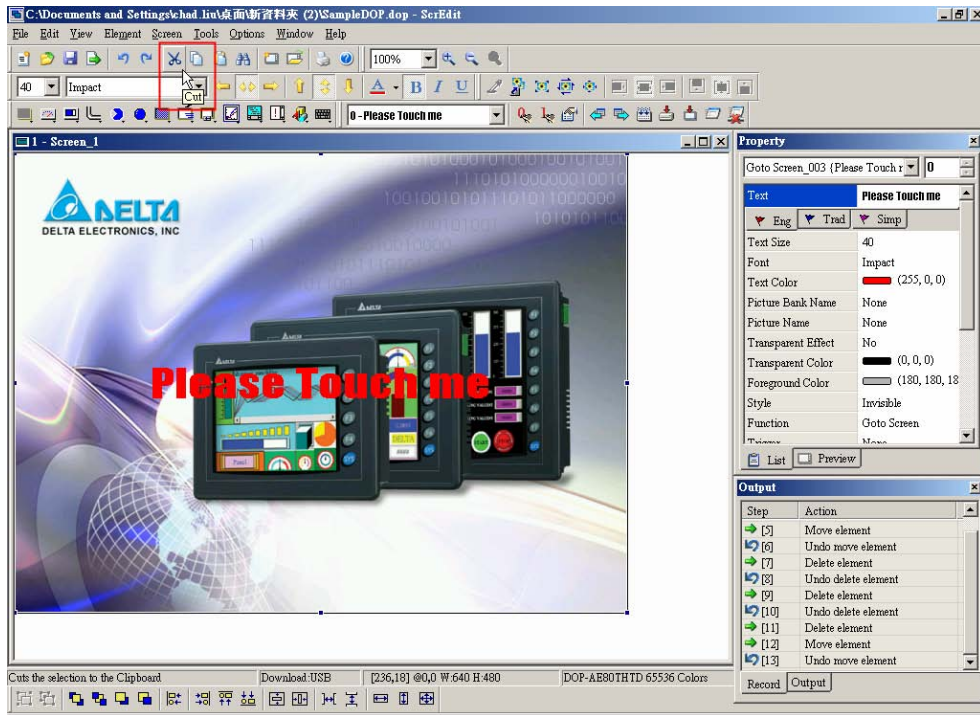 C:\Documents and Settings\chad.liu\桌面\新資料夾 (2)\SampleDOP.dop - ScrEdit
File Edit View Element Screen Tools Options Window Help
100%
40 Impact
B I U
Cut
0 - Please Touch me
1 - Screen_1
DELTA
DELTA ELECTRONICS, INC
Please Touch me
Property
Goto Screen_003 {Please Touch r 0
Text Please Touch me
Eng Trad Simp
Text Size 40
Font Impact
Text Color (255, 0, 0)
Picture Bank Name None
Picture Name None
Transparent Effect No
Transparent Color (0, 0, 0)
Foreground Color (180, 180, 18
Style Invisible
Function Goto Screen
Trigger None
List Preview
Output
Step Action
[5] Move element
[6] Undo move element
[7] Delete element
[8] Undo delete element
[9] Delete element
[10] Undo delete element
[11] Delete element
[12] Move element
[13] Undo move element
Record Output
Cuts the selection to the Clipboard Download:USB [236,18] @0,0 W:640 H:480 DOP-AE80THTD 65536 Colors